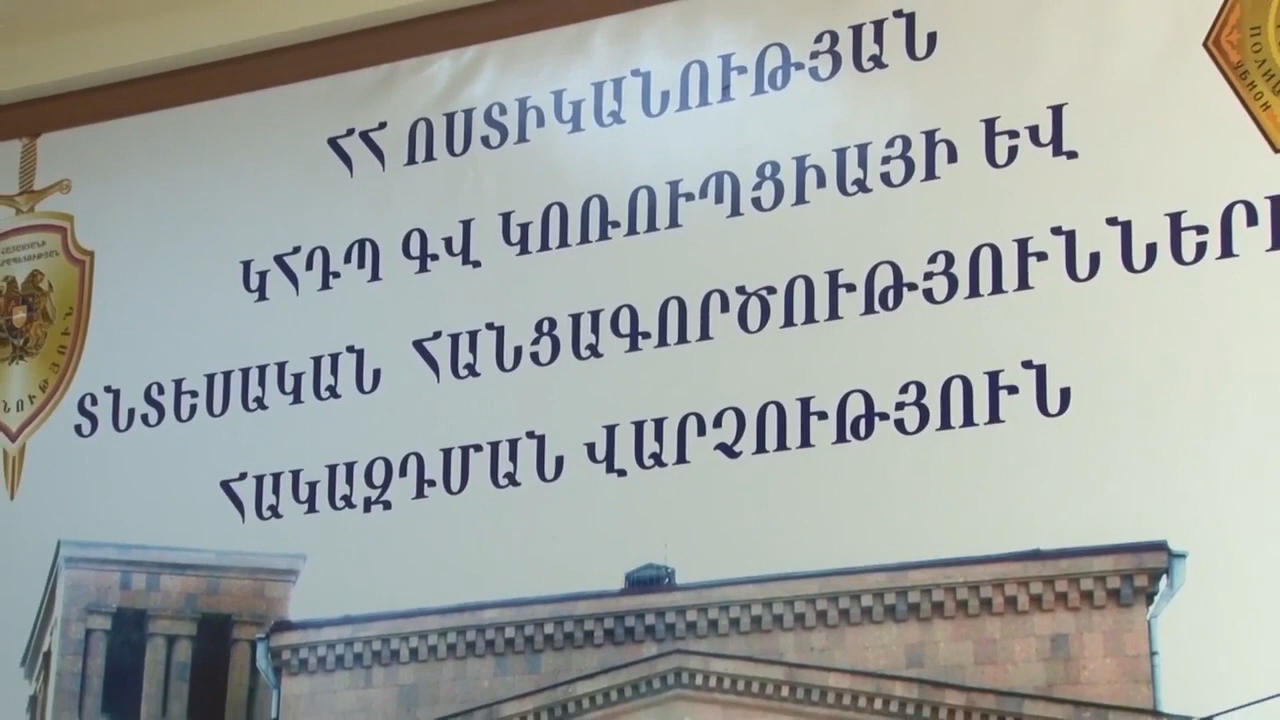 ՀՀ ՈՍՏԻԿԱՆՈՒԹՅԱՆ
ԿՀԴՊ ԳՎ ԿՈՌՈՒՊՑԻԱՅԻ ԵՎ
ՏՆՏԵՍԱԿԱՆ ՀԱՆՑԱԳՈՐԾՈՒԹՅՈՒՆՆԵՐԻ
ՀԱԿԱԶԴՄԱՆ ՎԱՐՉՈՒԹՅՈՒՆ